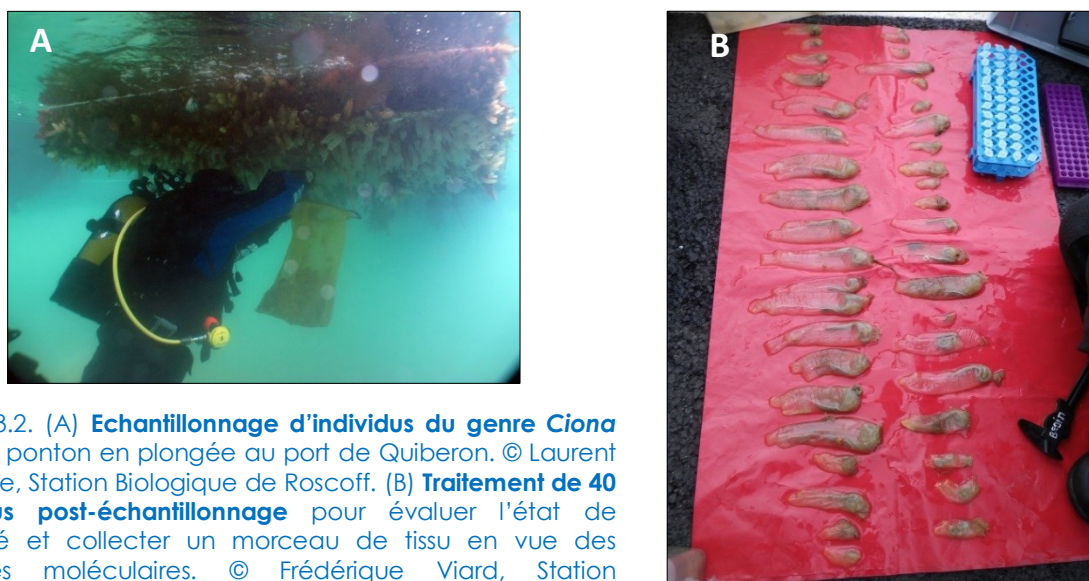 A
B
3.2. (A) Echantillonnage d'individus du genre Ciona
ponton en plongée au port de Quiberon. © Laurent
e, Station Biologique de Roscoff. (B) Traitement de 40
us post-échantillonnage pour évaluer l'état de
é et collecter un morceau de tissu en vue des
es moléculaires. © Frédérique Viard, Station